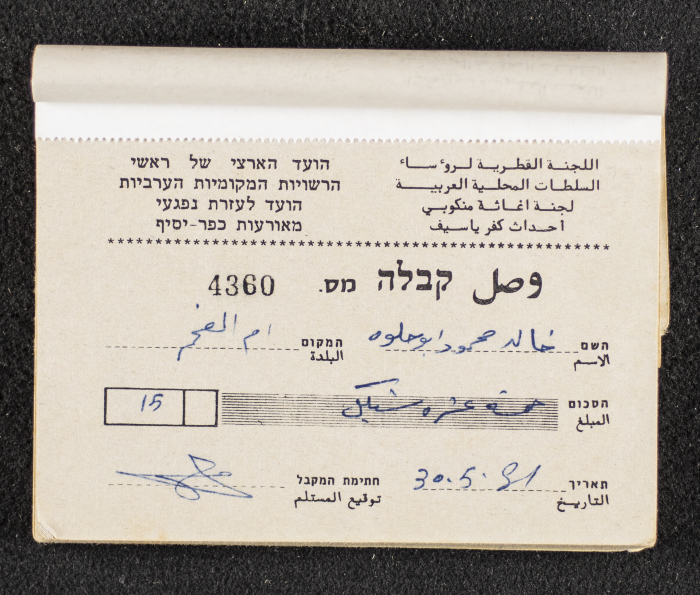 اللجنة القطرية لروءساء
السلطات المحلية العربية
لجنة اغاثة منكوبي
أحداث كفر ياسيف
הועד הארצי של ראשי
הרשויות המקומיות הערביות
הועד לעזרת נפגעי
מאורעות כפר-יסיף
*****************************************************
وصل קבלה מס. 4360
השם خالد محمود ابو حلوه המקום ام الفحم
الاسم البلدة
הסכום خمسة عشر شيكل 15
المبلغ
תאריך 30.5.81 חתימת המקבל
التاريخ توقيع المستلم